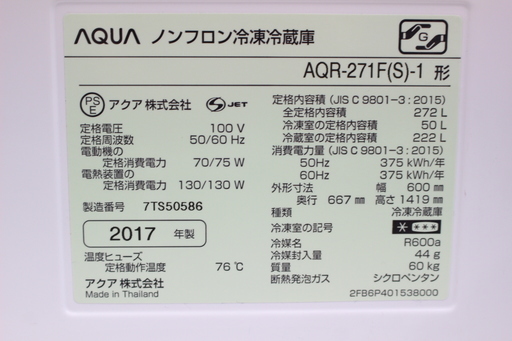 AQUA ノンフロン冷凍冷蔵庫
G
AQR-271F(S)-1 形
PSE
アクア 株式会社 S JET
定格電圧 100 V
定格周波数 50/60 Hz
電動機の
定格消費電力 70/75 W
電熱装置の
定格消費電力 130/130 W
製造番号 7TS50586
2017 年製
温度ヒューズ
定格動作温度 76 ℃
アクア 株式会社
Made in Thailand
定格内容積 (JIS C 9801-3 : 2015)
全定格内容積 272 L
冷凍室の定格内容積 50 L
冷蔵室の定格内容積 222 L
消費電力量 (JIS C 9801-3 : 2015)
50Hz 375 kWh/年
60Hz 375 kWh/年
外形寸法 幅 600 mm
奥行 667 mm 高さ 1419 mm
種類 冷凍冷蔵庫
冷凍室の記号 * ***
冷媒名 R600a
冷媒封入量 44 g
質量 60 kg
断熱発泡ガス シクロペンタン
2FB6P401538000